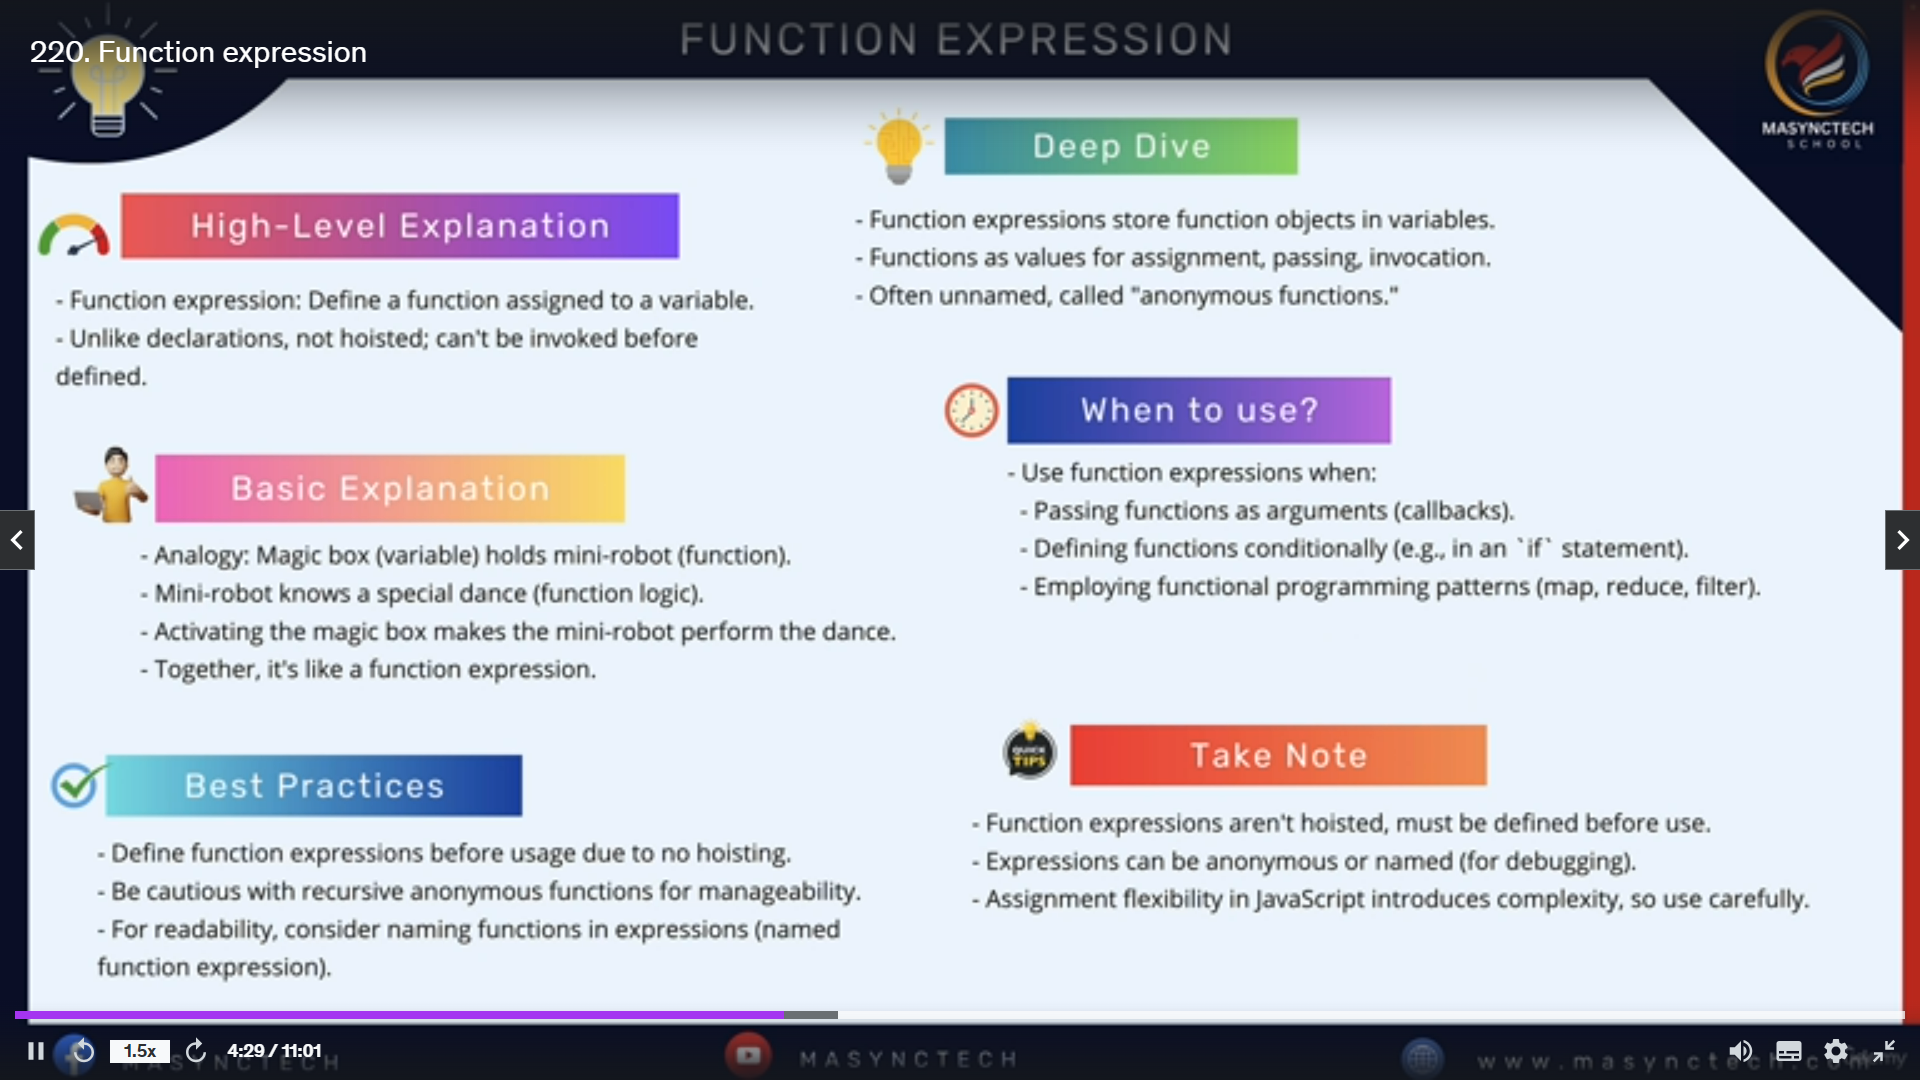 FUNCTION EXPRESSION
220. Function expression
MASYNCTECH
SCHOOL
High-Level Explanation
- Function expression: Define a function assigned to a variable.
- Unlike declarations, not hoisted; can't be invoked before
defined.
Basic Explanation
- Analogy: Magic box (variable) holds mini-robot (function).
- Mini-robot knows a special dance (function logic).
- Activating the magic box makes the mini-robot perform the dance.
- Together, it's like a function expression.
Best Practices
- Define function expressions before usage due to no hoisting.
- Be cautious with recursive anonymous functions for manageability.
- For readability, consider naming functions in expressions (named
function expression).
Deep Dive
- Function expressions store function objects in variables.
- Functions as values for assignment, passing, invocation.
- Often unnamed, called "anonymous functions."
When to use?
- Use function expressions when:
- Passing functions as arguments (callbacks).
- Defining functions conditionally (e.g., in an `if` statement).
- Employing functional programming patterns (map, reduce, filter).
QUICK
TIPS
Take Note
- Function expressions aren't hoisted, must be defined before use.
- Expressions can be anonymous or named (for debugging).
- Assignment flexibility in JavaScript introduces complexity, so use carefully.
1.5x
4:29 / 11:01
MASYNCTECH
MASYNCTECH
www.masynctech.com